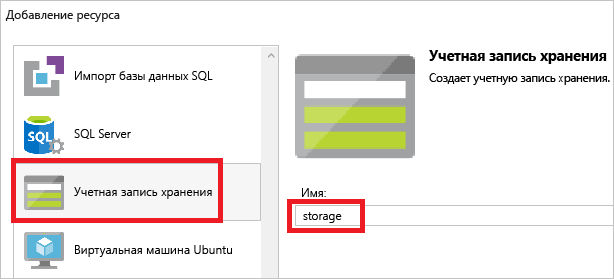 Добавление ресурса
Импорт базы данных SQL
SQL
SQL Server
Учетная запись хранения
Виртуальная машина Ubuntu
Учетная запись хранения
Создает учетную запись хранения.
Имя:
storage